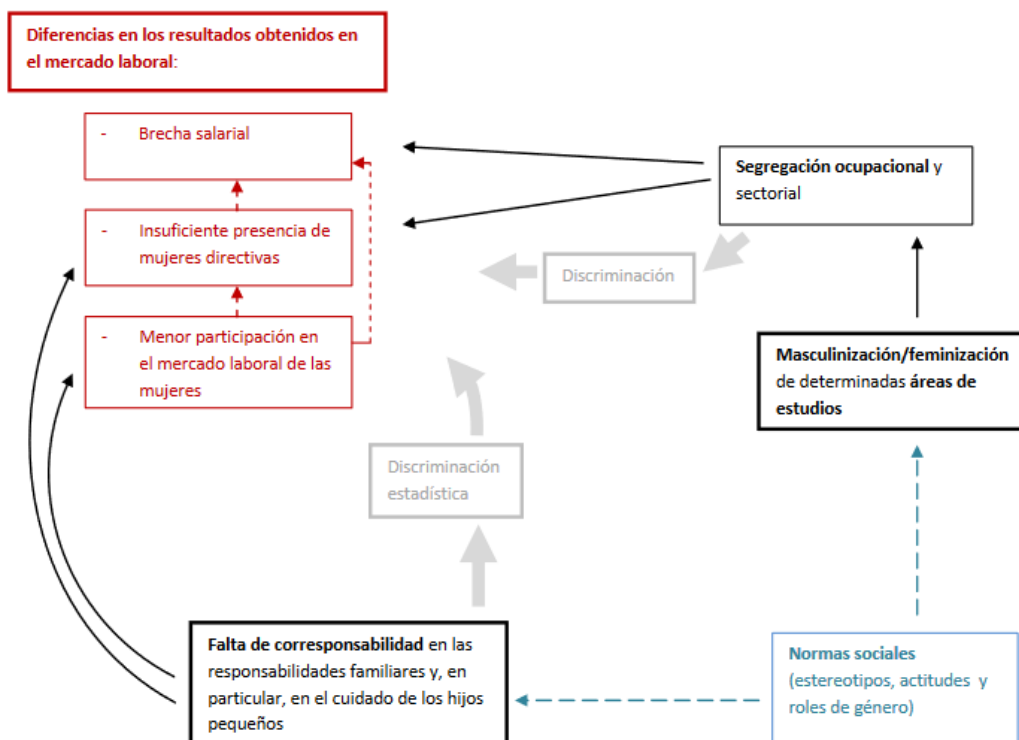 Diferencias en los resultados obtenidos en
el mercado laboral:
- Brecha salarial
- Insuficiente presencia de
mujeres directivas
- Menor participación en
el mercado laboral de las
mujeres
Segregación ocupacional y
sectorial
Discriminación
Masculinización/feminización
de determinadas áreas de
estudios
Discriminación
estadística
Falta de corresponsabilidad en las
responsabilidades familiares y, en
particular, en el cuidado de los hijos
pequeños
Normas sociales
(estereotipos, actitudes y
roles de género)